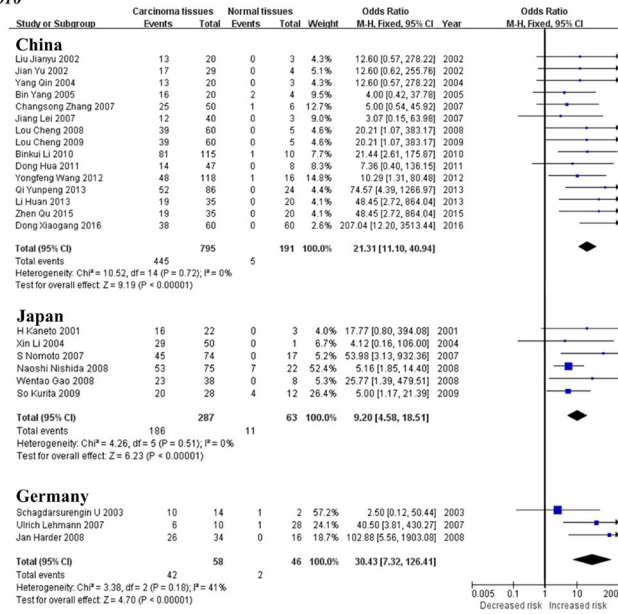 Carcinoma tissues Normal tissues Odds Ratio Odds Ratio
Study or Subgroup Events Total Events Total Weight M-H, Fixed, 95% CI Year M-H, Fixed, 95% CI
China
Liu Jianyu 2002 13 20 0 3 4.3% 12.60 [0.57, 278.22] 2002
Jian Yu 2002 17 29 0 4 5.1% 12.60 [0.62, 255.76] 2002
Yang Qin 2004 13 20 0 3 4.3% 12.60 [0.57, 278.22] 2004
Bin Yang 2005 16 20 2 4 9.5% 4.00 [0.42, 37.78] 2005
Changsong Zhang 2007 25 50 1 6 12.9% 5.00 [0.54, 45.92] 2007
Jiang Lei 2007 12 40 0 3 9.2% 3.07 [0.15, 63.98] 2007
Lou Cheng 2008 39 60 0 5 4.7% 20.21 [1.07, 383.17] 2008
Lou Cheng 2009 39 60 0 5 4.7% 20.21 [1.07, 383.17] 2009
Binkui Li 2010 81 115 1 10 8.2% 21.44 [2.61, 175.87] 2010
Dong Hua 2011 14 47 0 8 8.2% 7.36 [0.40, 136.15] 2011
Yongfeng Wang 2012 48 118 1 16 14.8% 10.29 [1.31, 80.48] 2012
Qi Yunpeng 2013 52 86 0 24 4.4% 74.57 [4.39, 1266.97] 2013
Li Huan 2013 19 35 0 20 3.5% 48.45 [2.72, 864.04] 2013
Zhen Qu 2015 19 35 0 20 3.5% 48.45 [2.72, 864.04] 2015
Dong Xiaogang 2016 38 60 0 60 2.6% 207.04 [12.20, 3513.44] 2016
Total (95% CI) 795 191 100.0% 21.31 [11.10, 40.94]
Total events 445 5
Heterogeneity: Chi² = 10.52, df = 14 (P = 0.72); I² = 0%
Test for overall effect: Z = 9.19 (P < 0.00001)
Japan
H Kaneto 2001 16 22 0 3 4.0% 17.77 [0.80, 394.08] 2001
Xin Li 2004 29 50 0 1 5.9% 4.12 [0.16, 106.00] 2004
S Nomoto 2007 45 74 0 17 5.2% 53.98 [3.13, 932.36] 2007
Naoshi Nishida 2008 53 75 7 22 52.9% 5.16 [1.85, 14.40] 2008
Wentao Gao 2008 23 38 0 8 5.3% 25.77 [1.39, 479.51] 2008
So Kurita 2009 20 28 4 12 26.7% 5.00 [1.17, 21.39] 2009
Total (95% CI) 287 63 100.0% 9.20 [4.58, 18.51]
Total events 186 11
Heterogeneity: Chi² = 4.26, df = 5 (P = 0.51); I² = 0%
Test for overall effect: Z = 6.23 (P < 0.00001)
Germany
Schagdarsurengin U 2003 10 14 1 2 57.2% 2.50 [0.12, 50.44] 2003
Ulrich Lehmann 2007 6 10 1 28 24.1% 40.50 [3.81, 430.27] 2007
Jan Harder 2008 26 34 0 16 18.7% 102.88 [5.56, 1903.08] 2008
Total (95% CI) 58 46 100.0% 30.43 [7.32, 126.41]
Total events 42 2
Heterogeneity: Chi² = 3.38, df = 2 (P = 0.18); I² = 41%
Test for overall effect: Z = 4.70 (P < 0.00001)
0.005 0.1 1 10 200
Decreased risk Increased risk